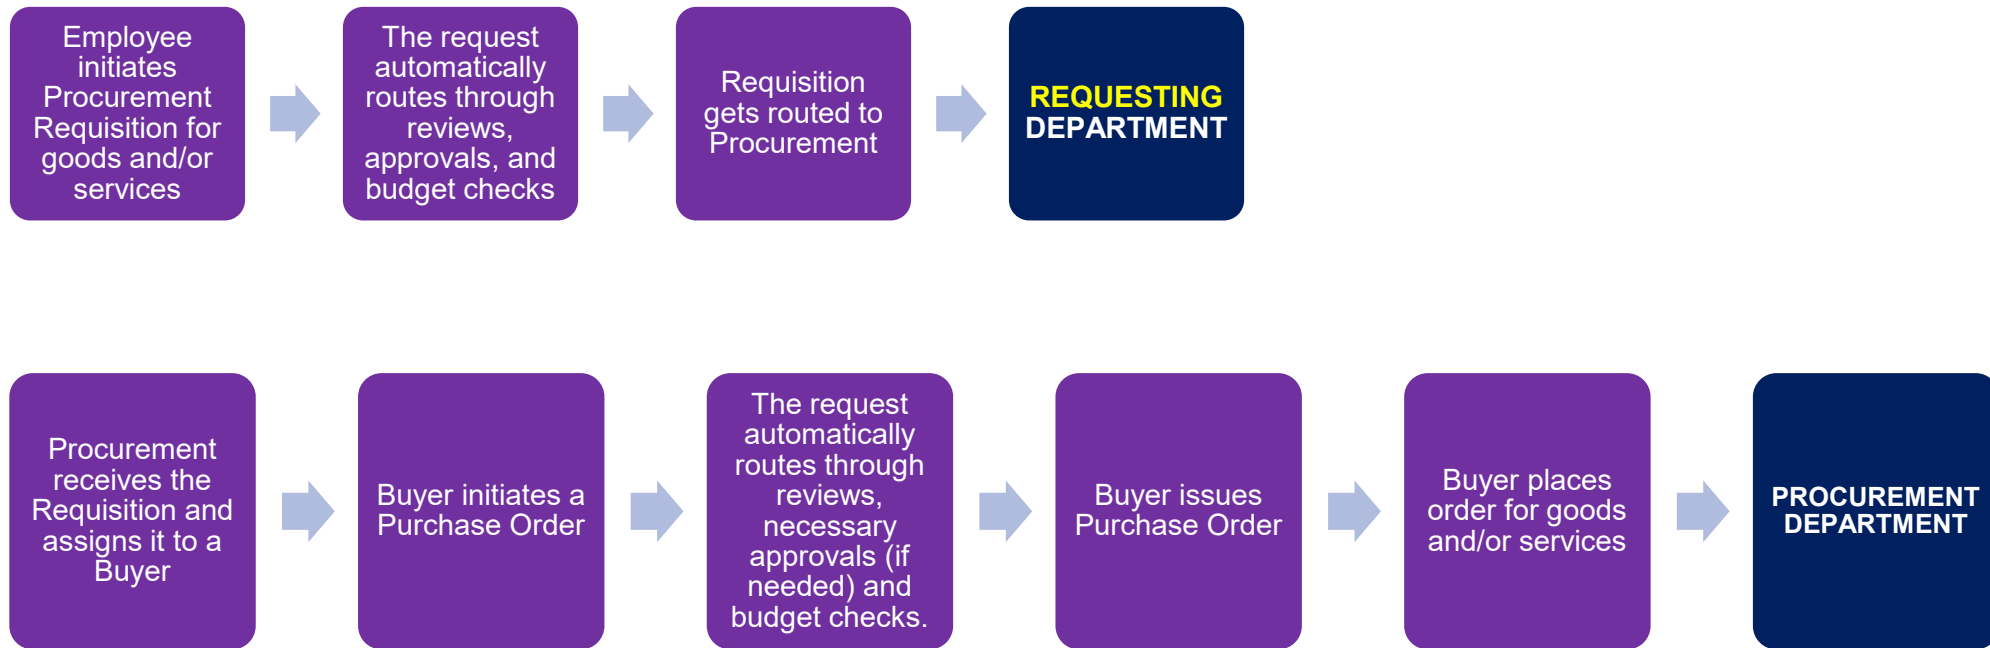 Employee
initiates
Procurement
Requisition for
goods and/or
services
The request
automatically
routes through
reviews,
approvals, and
budget checks
Requisition
gets routed to
Procurement
REQUESTING
DEPARTMENT
Procurement
receives the
Requisition and
assigns it to a
Buyer
Buyer initiates a
Purchase Order
The request
automatically
routes through
reviews,
necessary
approvals (if
needed) and
budget checks.
Buyer issues
Purchase Order
Buyer places
order for goods
and/or services
PROCUREMENT
DEPARTMENT